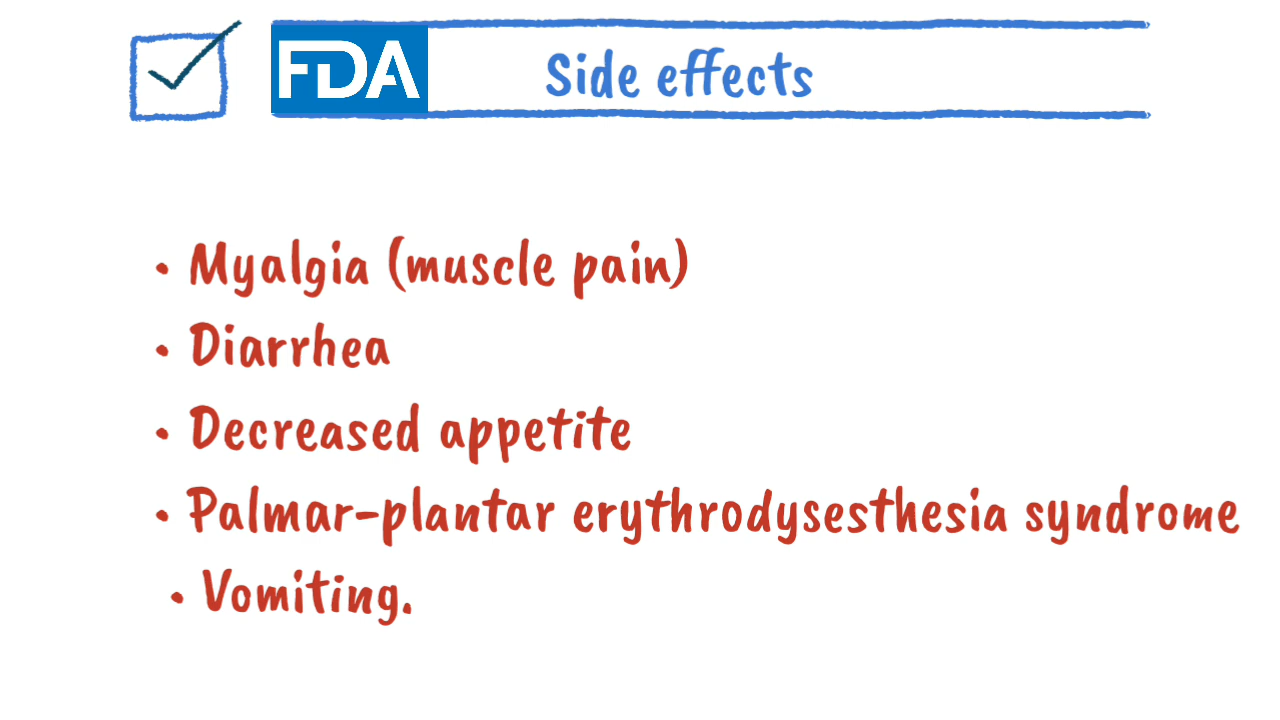 FDA Side effects
• Myalgia (muscle pain)
• Diarrhea
• Decreased appetite
• Palmar-plantar erythrodysesthesia syndrome
• Vomiting.